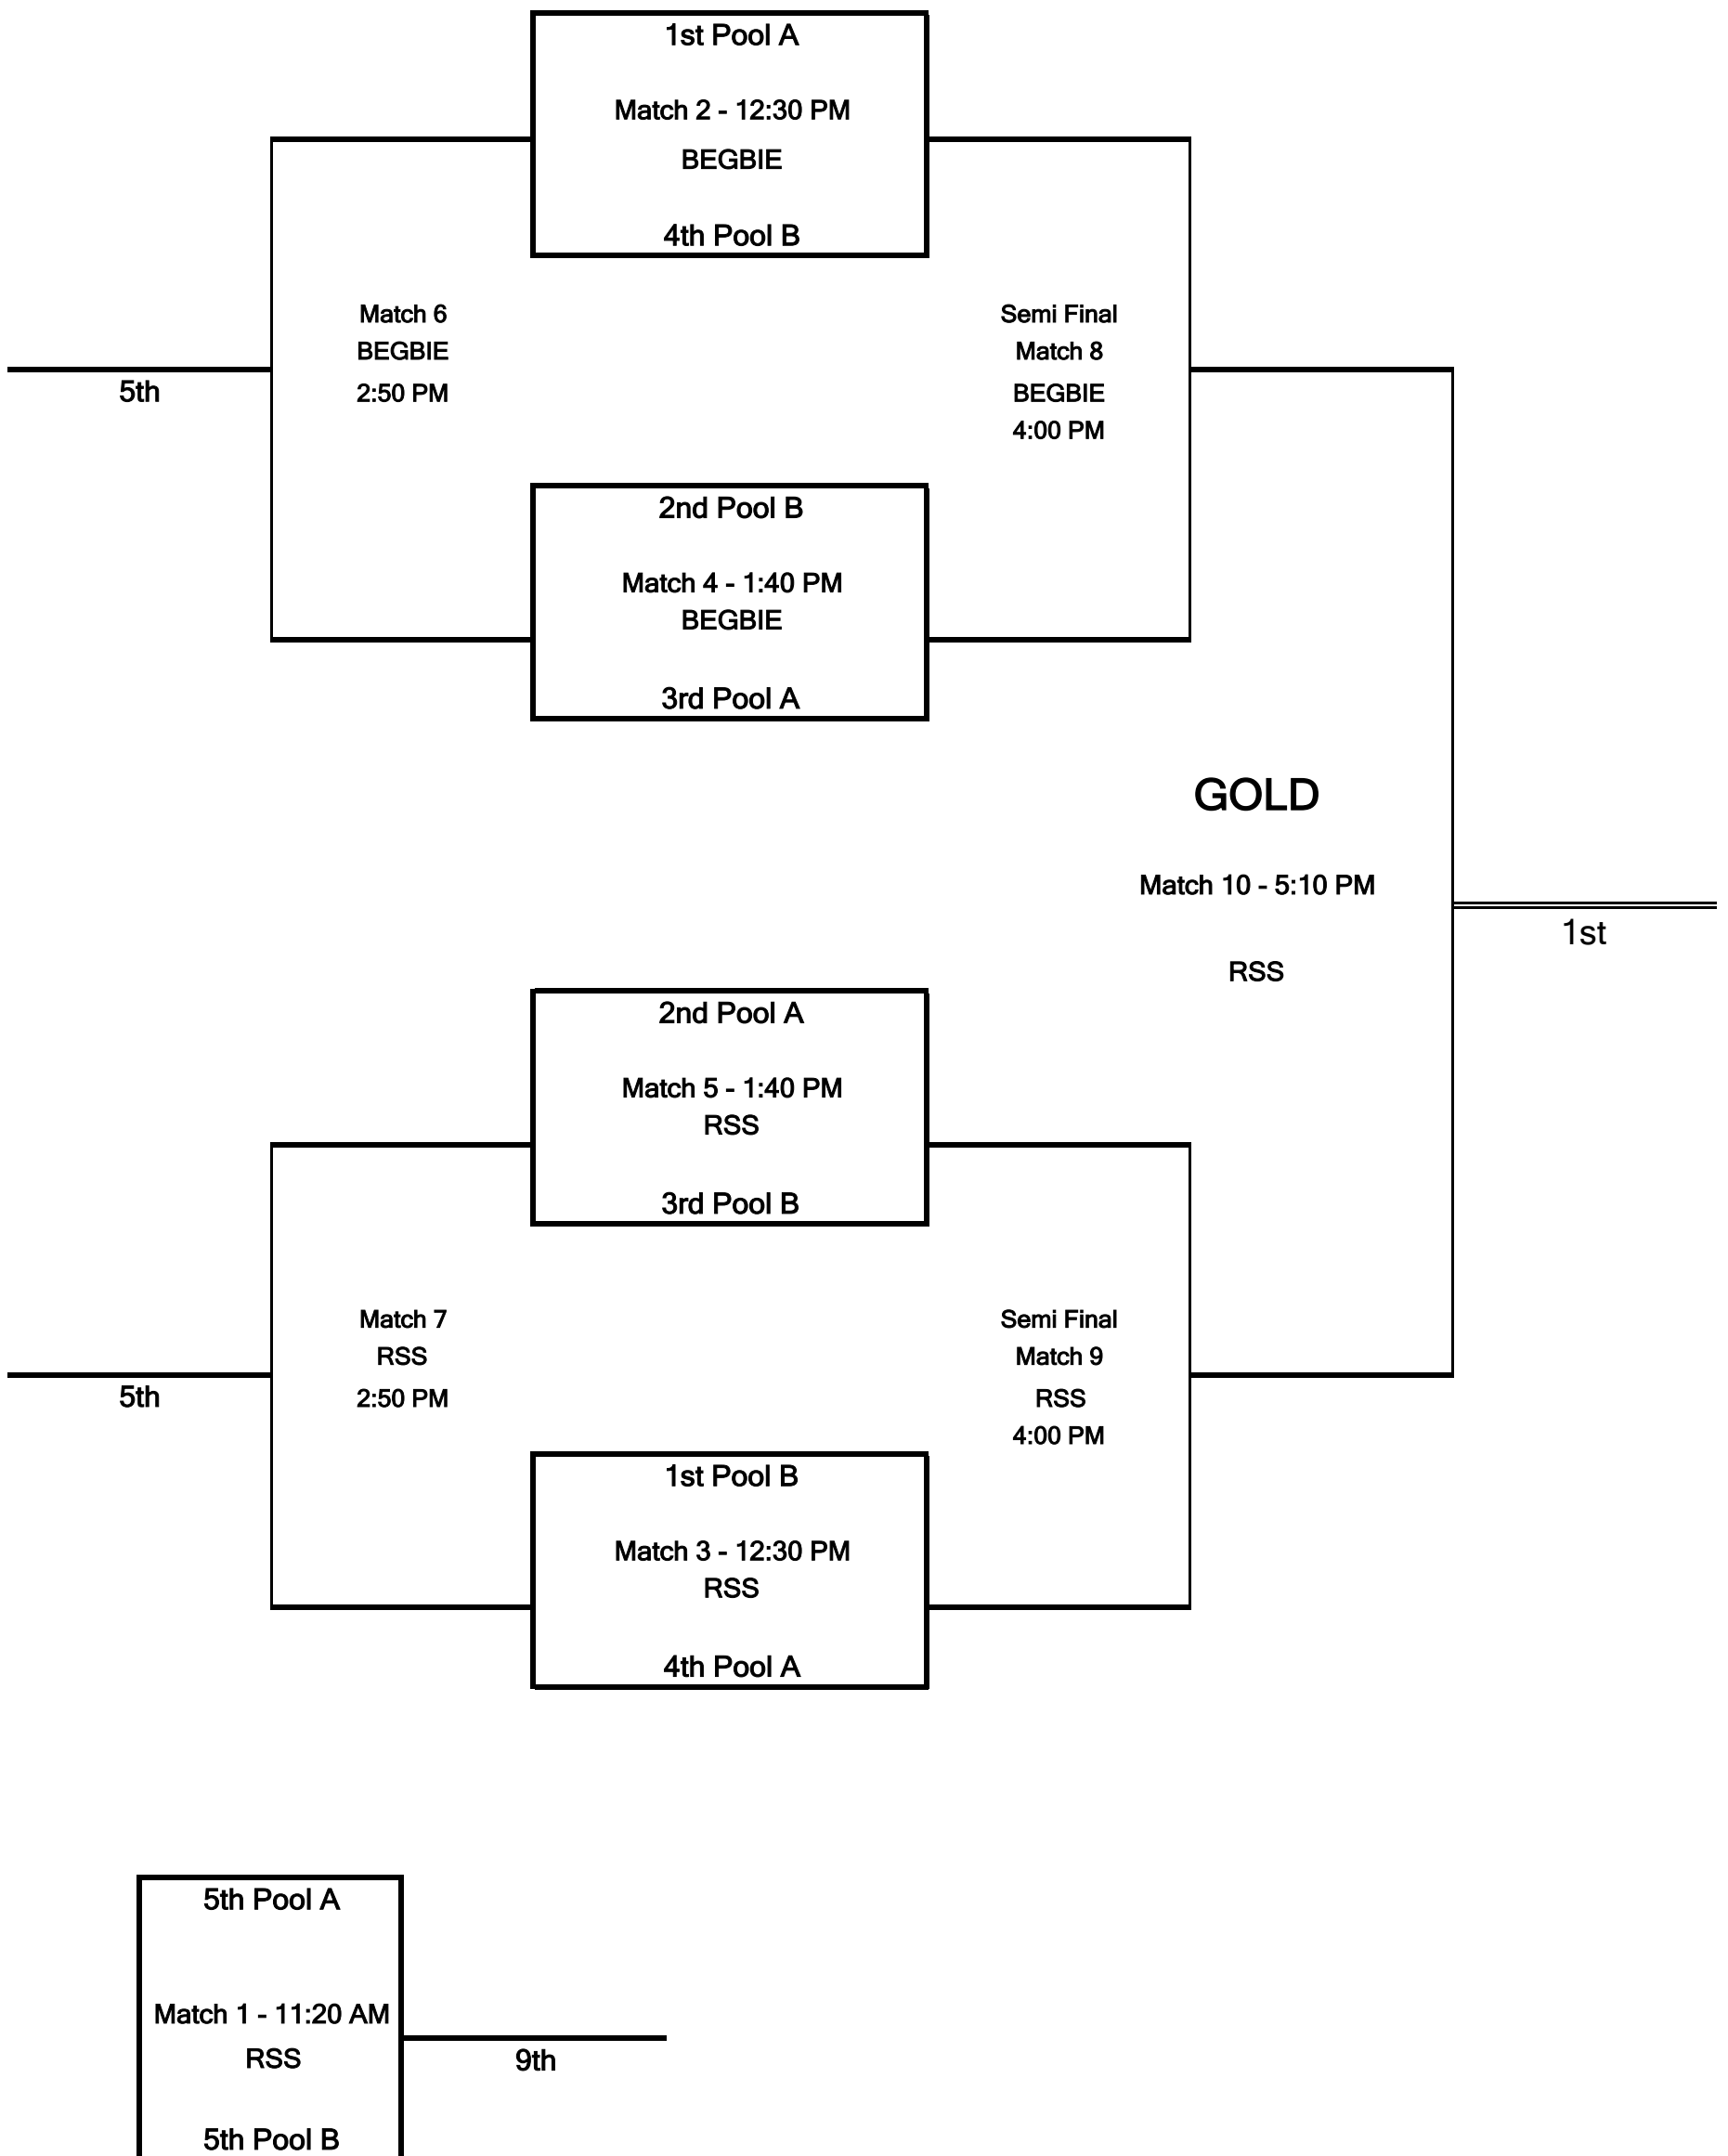 1st Pool A
Match 2 - 12:30 PM
BEGBIE
4th Pool B
Match 6
BEGBIE
2:50 PM
5th
Semi Final
Match 8
BEGBIE
4:00 PM
2nd Pool B
Match 4 - 1:40 PM
BEGBIE
3rd Pool A
GOLD
Match 10 - 5:10 PM
RSS
1st
2nd Pool A
Match 5 - 1:40 PM
RSS
3rd Pool B
Match 7
RSS
2:50 PM
5th
Semi Final
Match 9
RSS
4:00 PM
1st Pool B
Match 3 - 12:30 PM
RSS
4th Pool A
5th Pool A
Match 1 - 11:20 AM
RSS
9th
5th Pool B